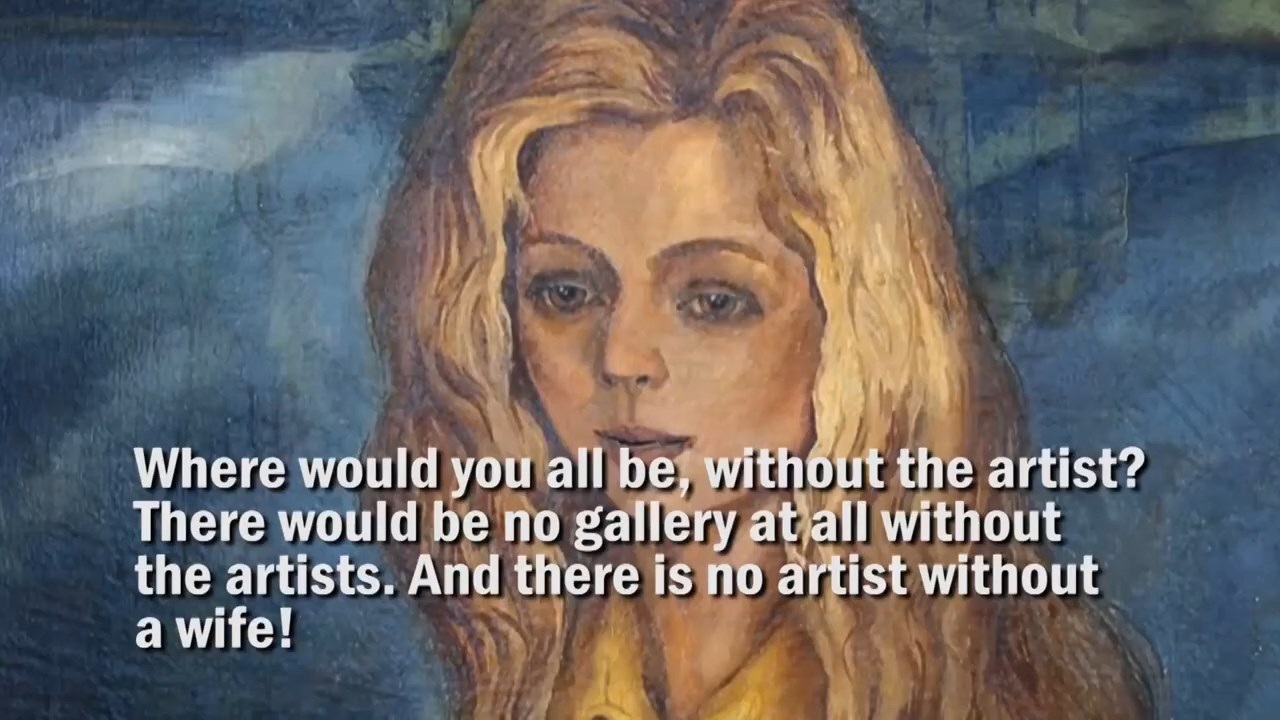 Where would you all be, without the artist?
There would be no gallery at all without
the artists. And there is no artist without
a wife!